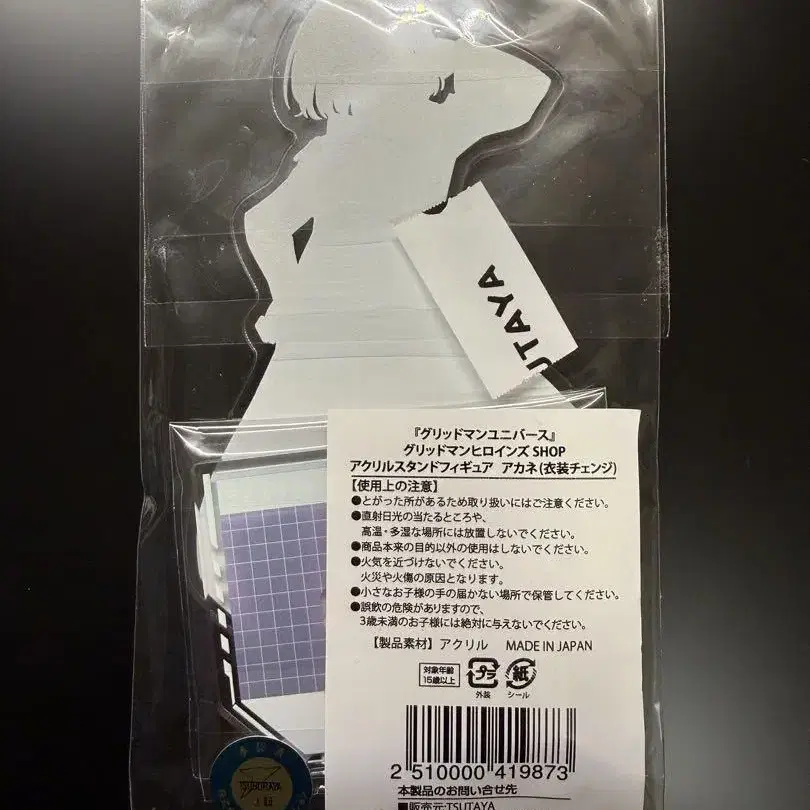 UTAYA
『グリッドマンユニバース』
グリッドマンヒロインズ SHOP
アクリルスタンドフィギュア アカネ(衣装チェンジ)
【使用上の注意】
●とがった所があるため取り扱いにはご注意ください。
●直射日光の当たるところや、
高温・多湿な場所には放置しないでください。
●商品本来の目的以外の使用はしないでください。
●火気を近づけないでください。
火災や火傷の原因となります。
●小さなお子様の手の届かない場所で保管してください。
●誤飲の危険がありますので、
3歳未満のお子様には絶対に与えないでください。
【製品素材】アクリル MADE IN JAPAN
対象年齢
15歳以上
プラ
外装
紙
シール
2 510000 419873
本製品のお問い合せ先
■販売元:TSUTAYA
TSUBURAYA